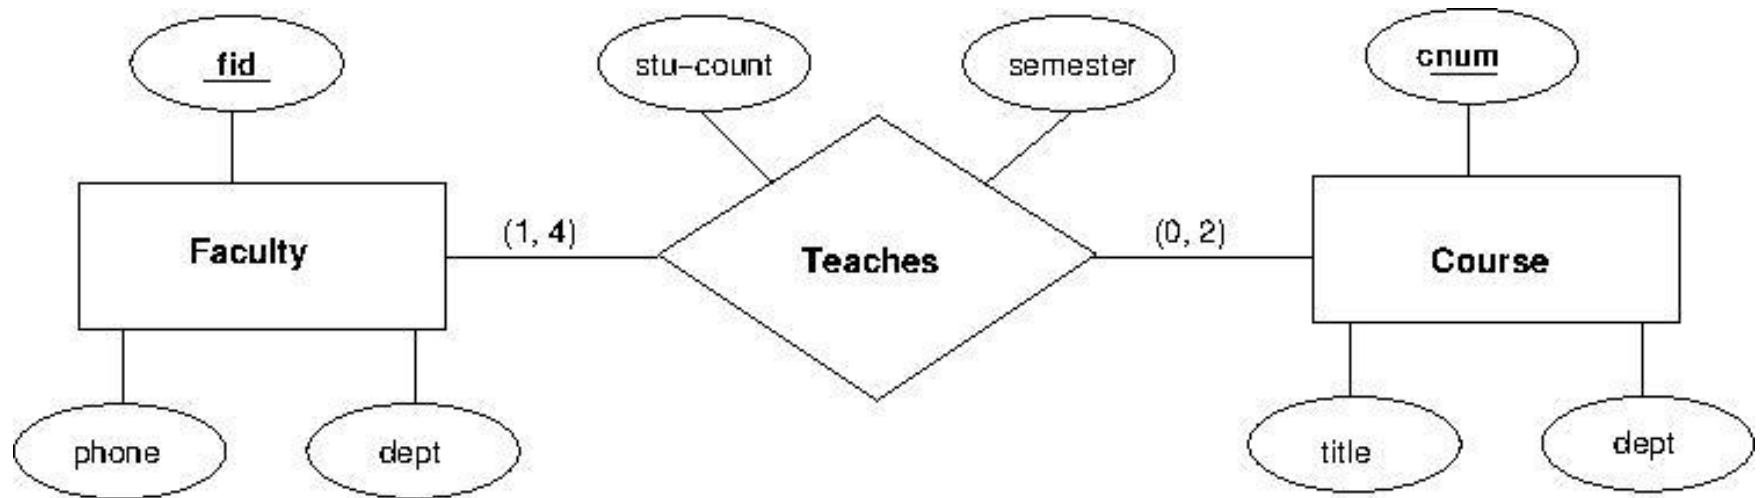 fid
stu-count
semester
cnum
Faculty
(1, 4)
Teaches
(0, 2)
Course
phone
dept
title
dept